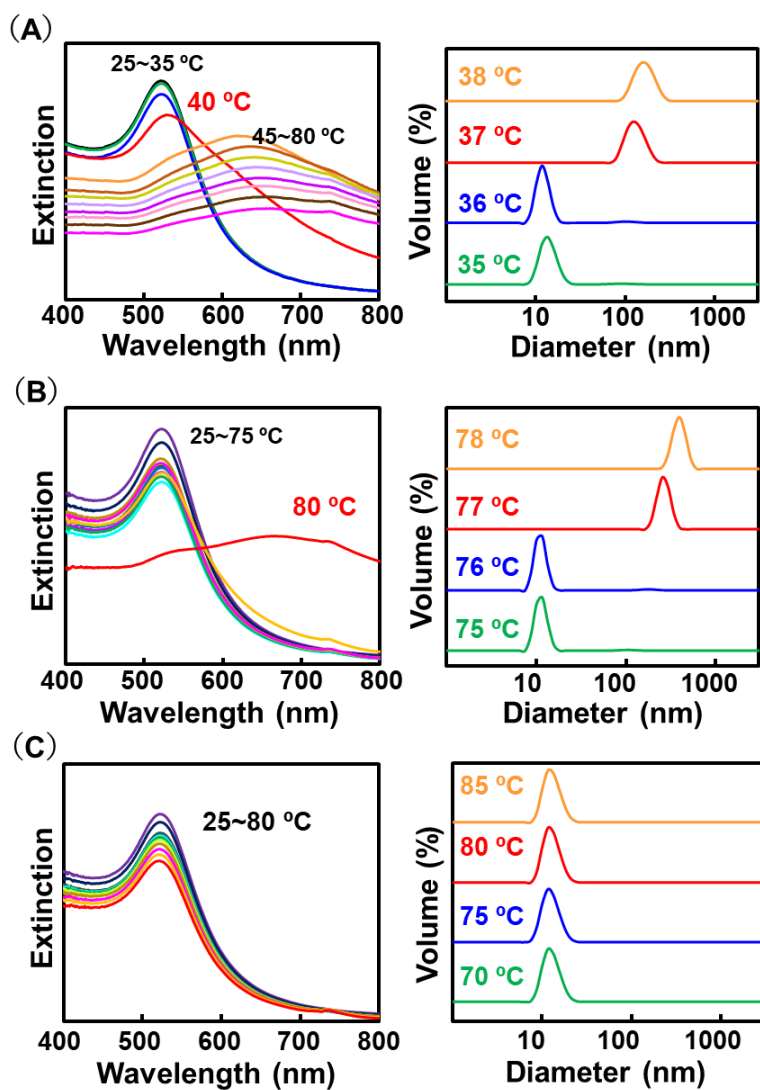 (A)
25~35 ºC
40 ºC
45~80 ºC
Extinction
400 500 600 700 800
Wavelength (nm)
38 ºC
37 ºC
36 ºC
35 ºC
Volume (%)
10 100 1000
Diameter (nm)
(B)
25~75 ºC
80 ºC
Extinction
400 500 600 700 800
Wavelength (nm)
78 ºC
77 ºC
76 ºC
75 ºC
Volume (%)
10 100 1000
Diameter (nm)
(C)
25~80 ºC
Extinction
400 500 600 700 800
Wavelength (nm)
85 ºC
80 ºC
75 ºC
70 ºC
Volume (%)
10 100 1000
Diameter (nm)